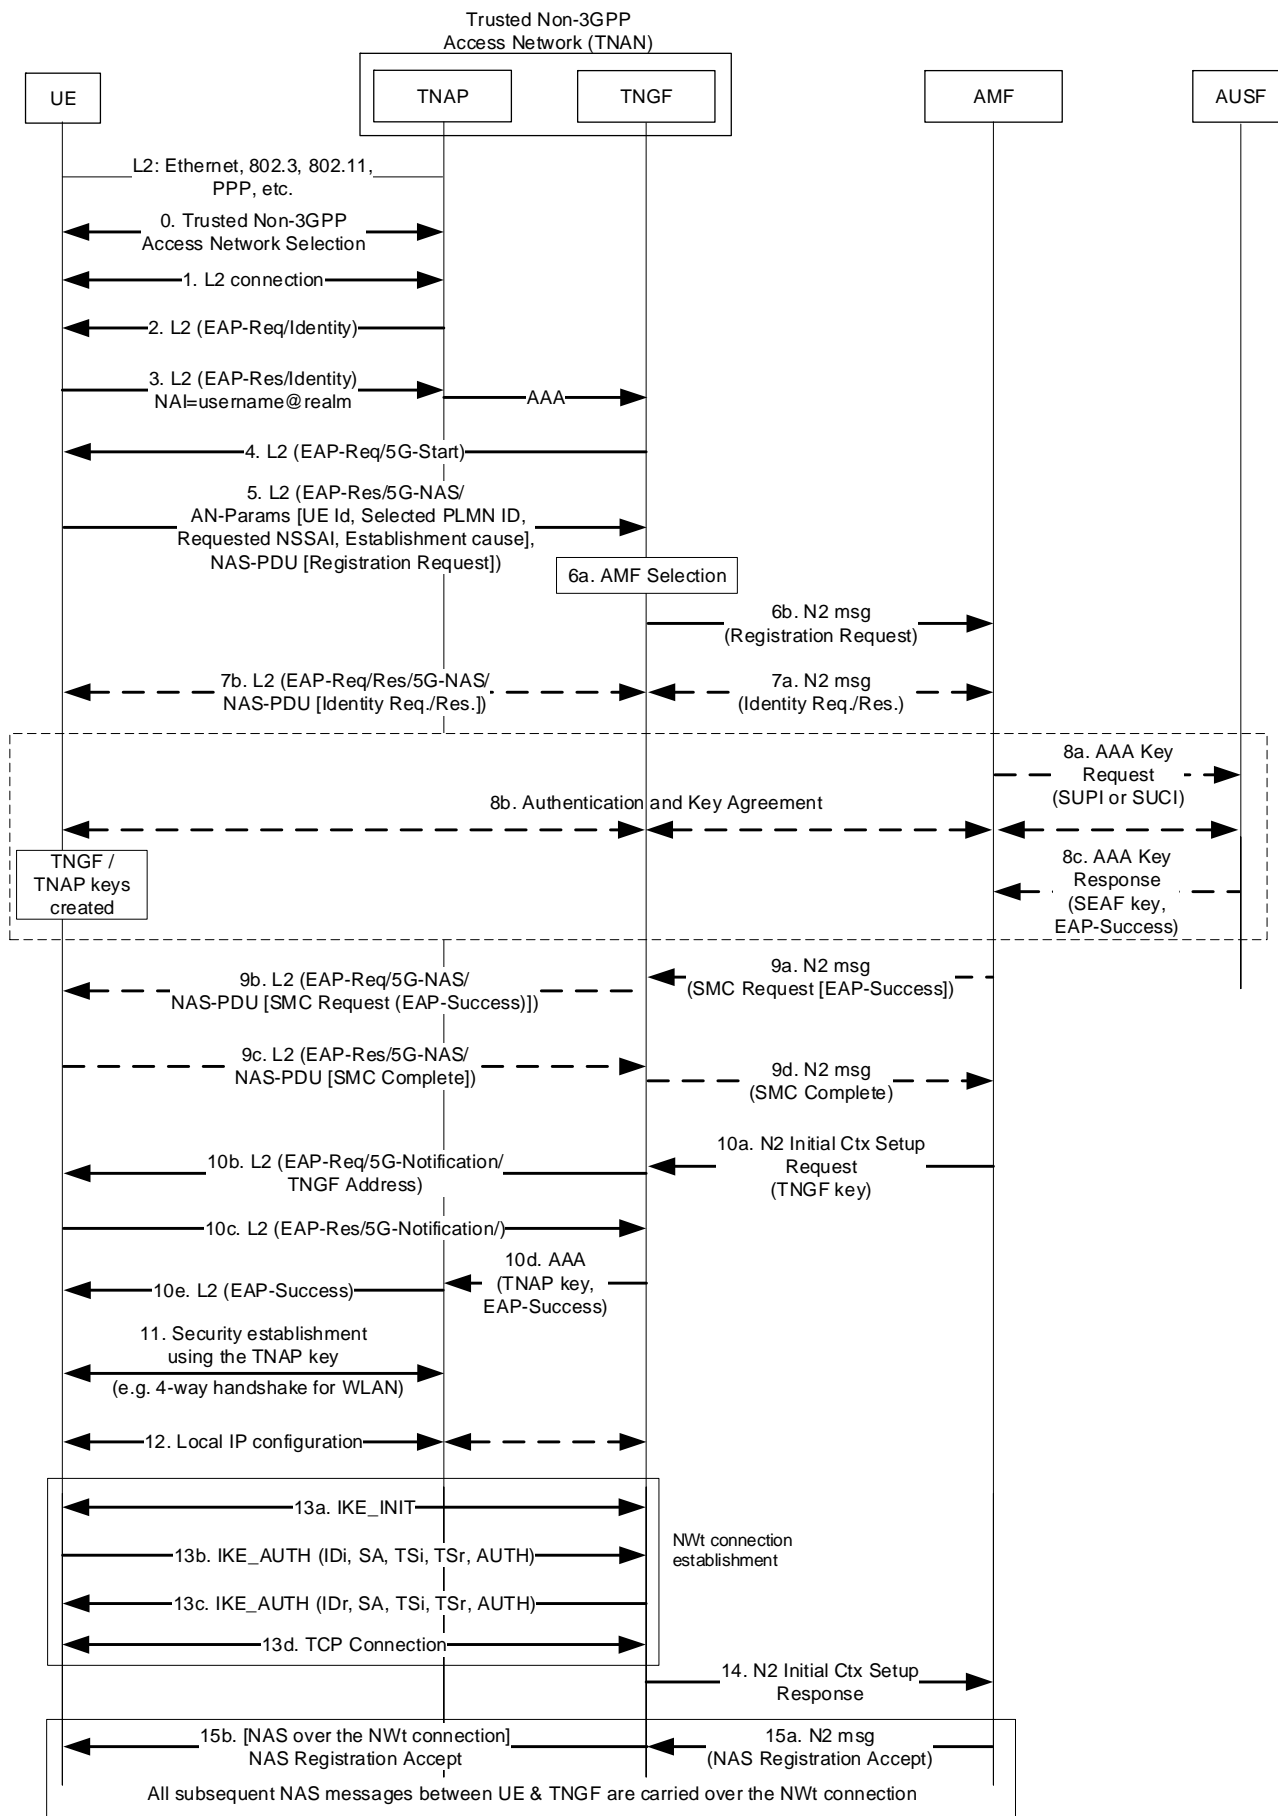 Trusted Non-3GPP
Access Network (TNAN)
UE
TNAP
TNGF
AMF
AUSF
L2: Ethernet, 802.3, 802.11,
PPP, etc.
0. Trusted Non-3GPP
Access Network Selection
1. L2 connection
2. L2 (EAP-Req/Identity)
3. L2 (EAP-Res/Identity)
NAI=username@realm
AAA
4. L2 (EAP-Req/5G-Start)
5. L2 (EAP-Res/5G-NAS/
AN-Params [UE Id, Selected PLMN ID,
Requested NSSAI, Establishment cause],
NAS-PDU [Registration Request])
6a. AMF Selection
6b. N2 msg
(Registration Request)
7b. L2 (EAP-Req/Res/5G-NAS/
NAS-PDU [Identity Req./Res.])
7a. N2 msg
(Identity Req./Res.)
8a. AAA Key
Request
(SUPI or SUCI)
8b. Authentication and Key Agreement
TNGF /
TNAP keys
created
8c. AAA Key
Response
(SEAF key,
EAP-Success)
9b. L2 (EAP-Req/5G-NAS/
NAS-PDU [SMC Request (EAP-Success)])
9a. N2 msg
(SMC Request [EAP-Success])
9c. L2 (EAP-Res/5G-NAS/
NAS-PDU [SMC Complete])
9d. N2 msg
(SMC Complete)
10a. N2 Initial Ctx Setup
Request
(TNGF key)
10b. L2 (EAP-Req/5G-Notification/
TNGF Address)
10c. L2 (EAP-Res/5G-Notification/)
10d. AAA
(TNAP key,
EAP-Success)
10e. L2 (EAP-Success)
11. Security establishment
using the TNAP key
(e.g. 4-way handshake for WLAN)
12. Local IP configuration
13a. IKE_INIT
13b. IKE_AUTH (IDi, SA, TSi, TSr, AUTH)
NWt connection
establishment
13c. IKE_AUTH (IDr, SA, TSi, TSr, AUTH)
13d. TCP Connection
14. N2 Initial Ctx Setup
Response
15b. [NAS over the NWt connection]
NAS Registration Accept
15a. N2 msg
(NAS Registration Accept)
All subsequent NAS messages between UE & TNGF are carried over the NWt connection